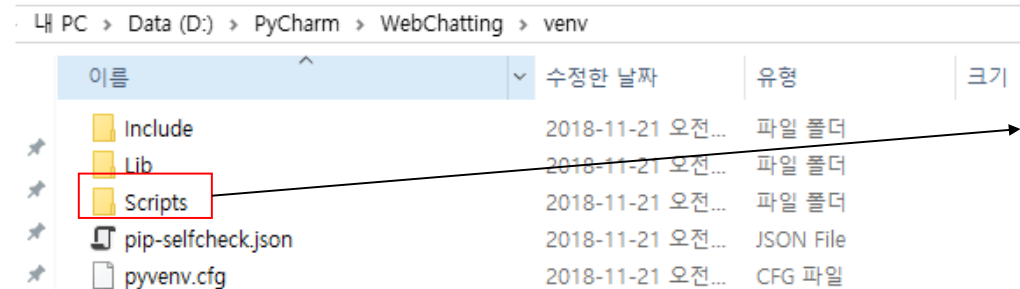 내 PC > Data (D:) > PyCharm > WebChatting > venv
이름 수정한 날짜 유형 크기
Include 2018-11-21 오전... 파일 폴더
Lib 2018-11-21 오전... 파일 폴더
Scripts 2018-11-21 오전... 파일 폴더
pip-selfcheck.json 2018-11-21 오전... JSON File
pyvenv.cfg 2018-11-21 오전... CFG 파일